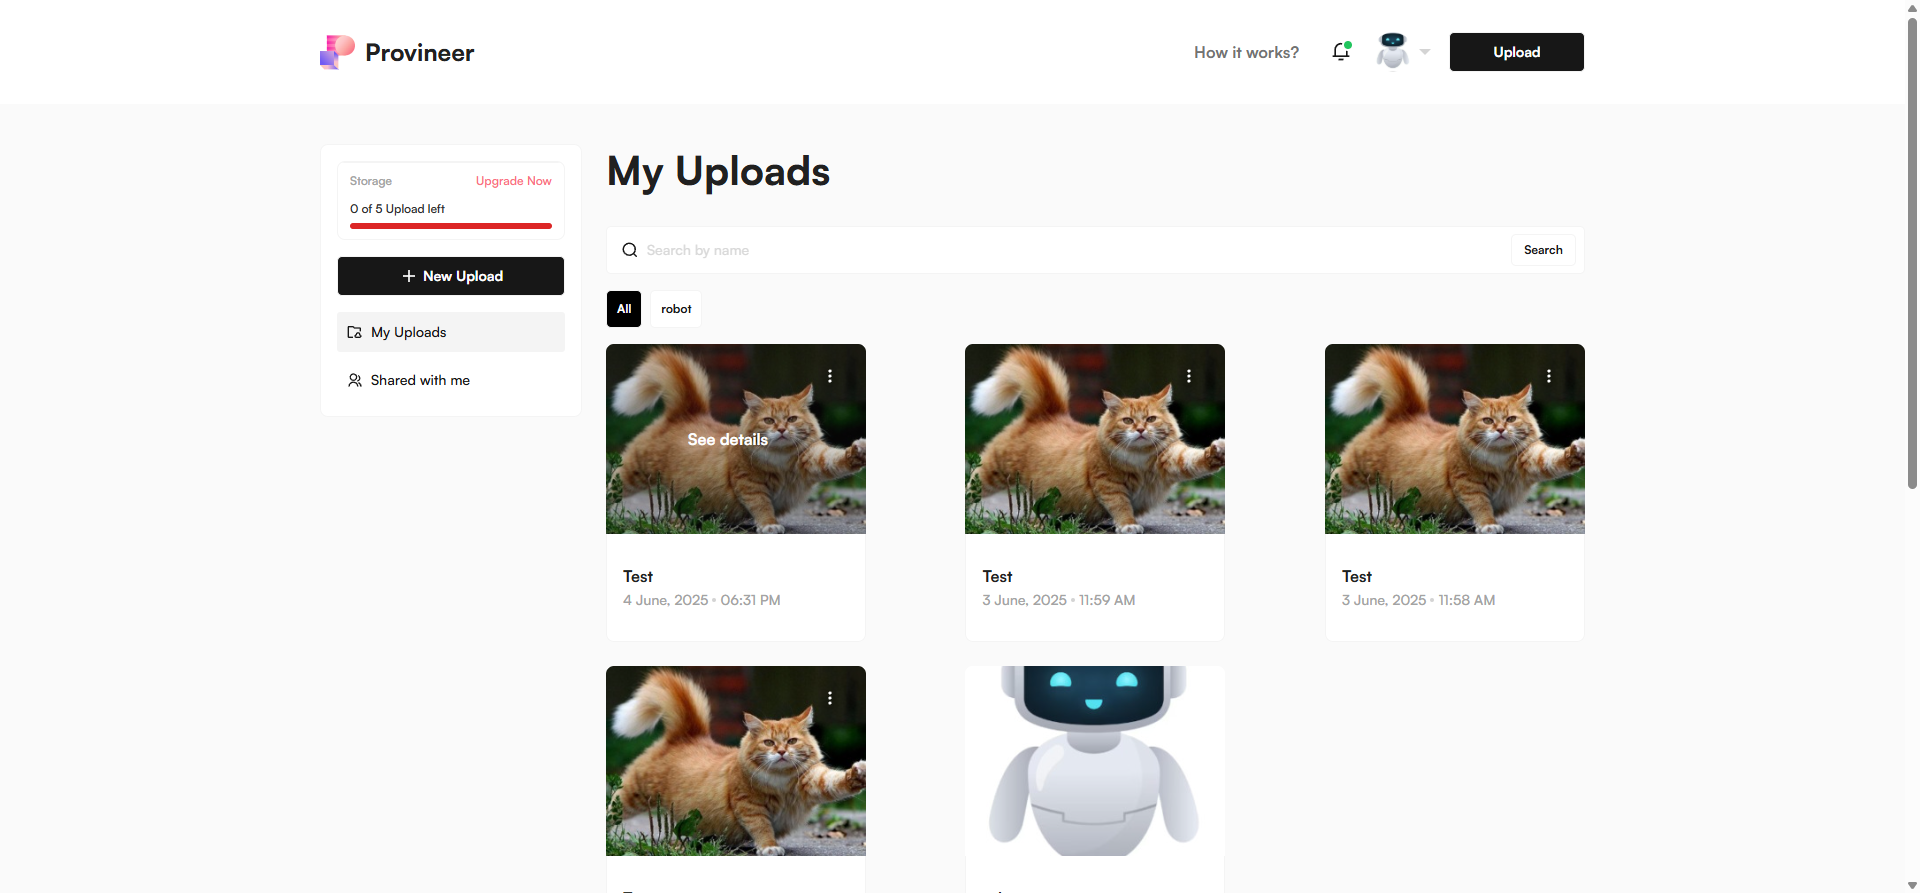 Provineer
How it works?
Upload
Storage
Upgrade Now
0 of 5 Upload left
New Upload
My Uploads
Shared with me
My Uploads
Search by name
Search
All
robot
See details
Test
4 June, 2025 • 06:31 PM
Test
3 June, 2025 • 11:59 AM
Test
3 June, 2025 • 11:58 AM